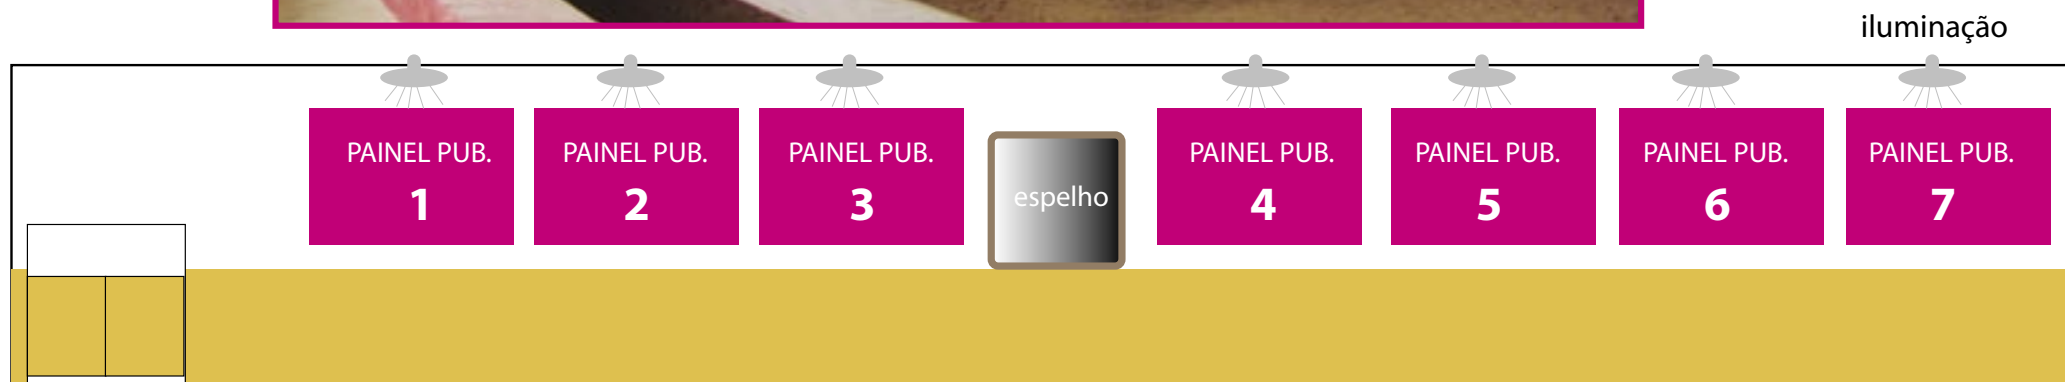 iluminação
PAINEL PUB.
1
PAINEL PUB.
2
PAINEL PUB.
3
espelho
PAINEL PUB.
4
PAINEL PUB.
5
PAINEL PUB.
6
PAINEL PUB.
7